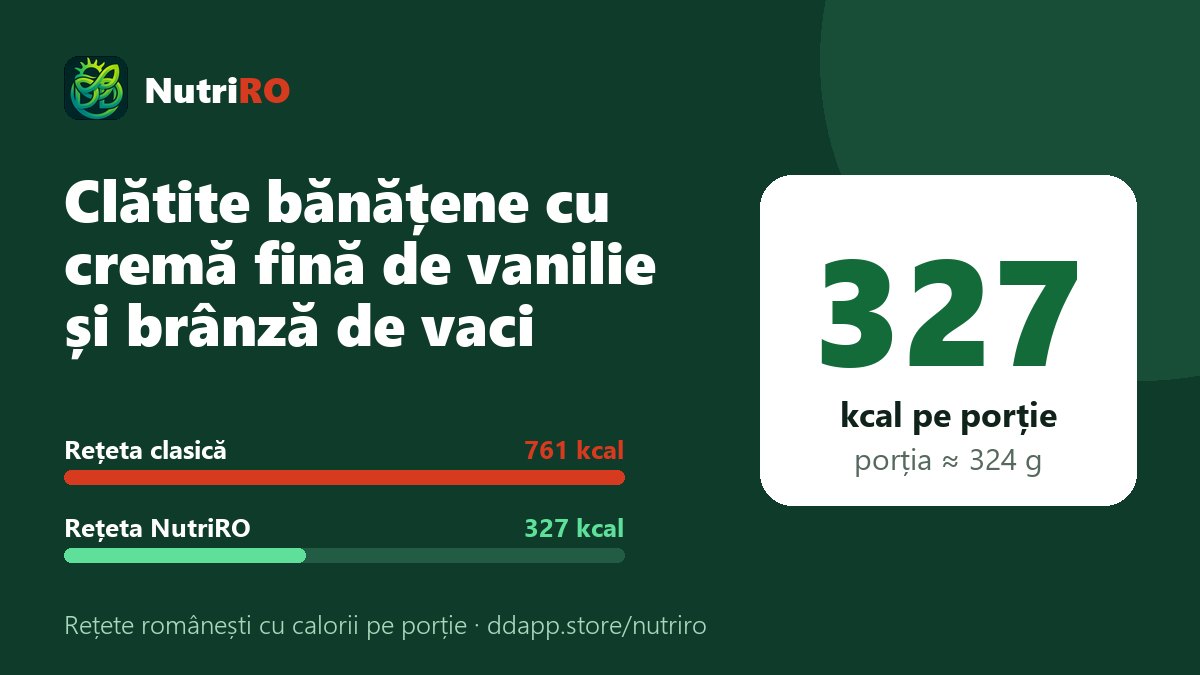 NutriRO
Clătite bănățene cu
cremă fină de vanilie
și brânză de vaci
Rețeta clasică 761 kcal
Rețeta NutriRO 327 kcal
327
kcal pe porție
porția ≈ 324 g
Rețete românești cu calorii pe porție · ddapp.store/nutriro